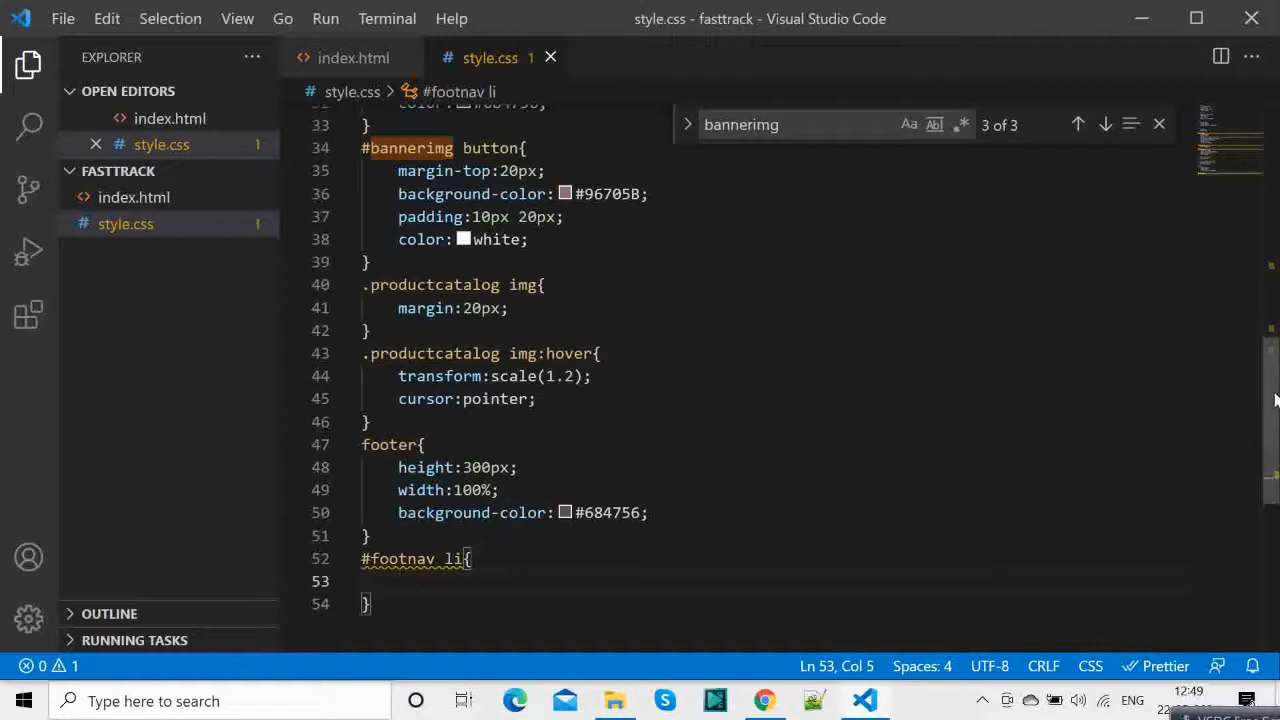 File Edit Selection View Go Run Terminal Help style.css - fasttrack - Visual Studio Code
EXPLORER
index.html
style.css 1
OPEN EDITORS
style.css > #footnav li
index.html
style.css 1
FASTTRACK
index.html
style.css 1
bannerimg
Aa Abl .* 3 of 3
33 }
34 #bannerimg button{
35 margin-top:20px;
36 background-color: #96705B;
37 padding:10px 20px;
38 color: white;
39 }
40 .productcatalog img{
41 margin:20px;
42 }
43 .productcatalog img:hover{
44 transform:scale(1.2);
45 cursor:pointer;
46 }
47 footer{
48 height:300px;
49 width:100%;
50 background-color: #684756;
51 }
52 #footnav li{
53
54 }
OUTLINE
RUNNING TASKS
0 1 Ln 53, Col 5 Spaces: 4 UTF-8 CRLF CSS Prettier
Type here to search
ENG
12:49